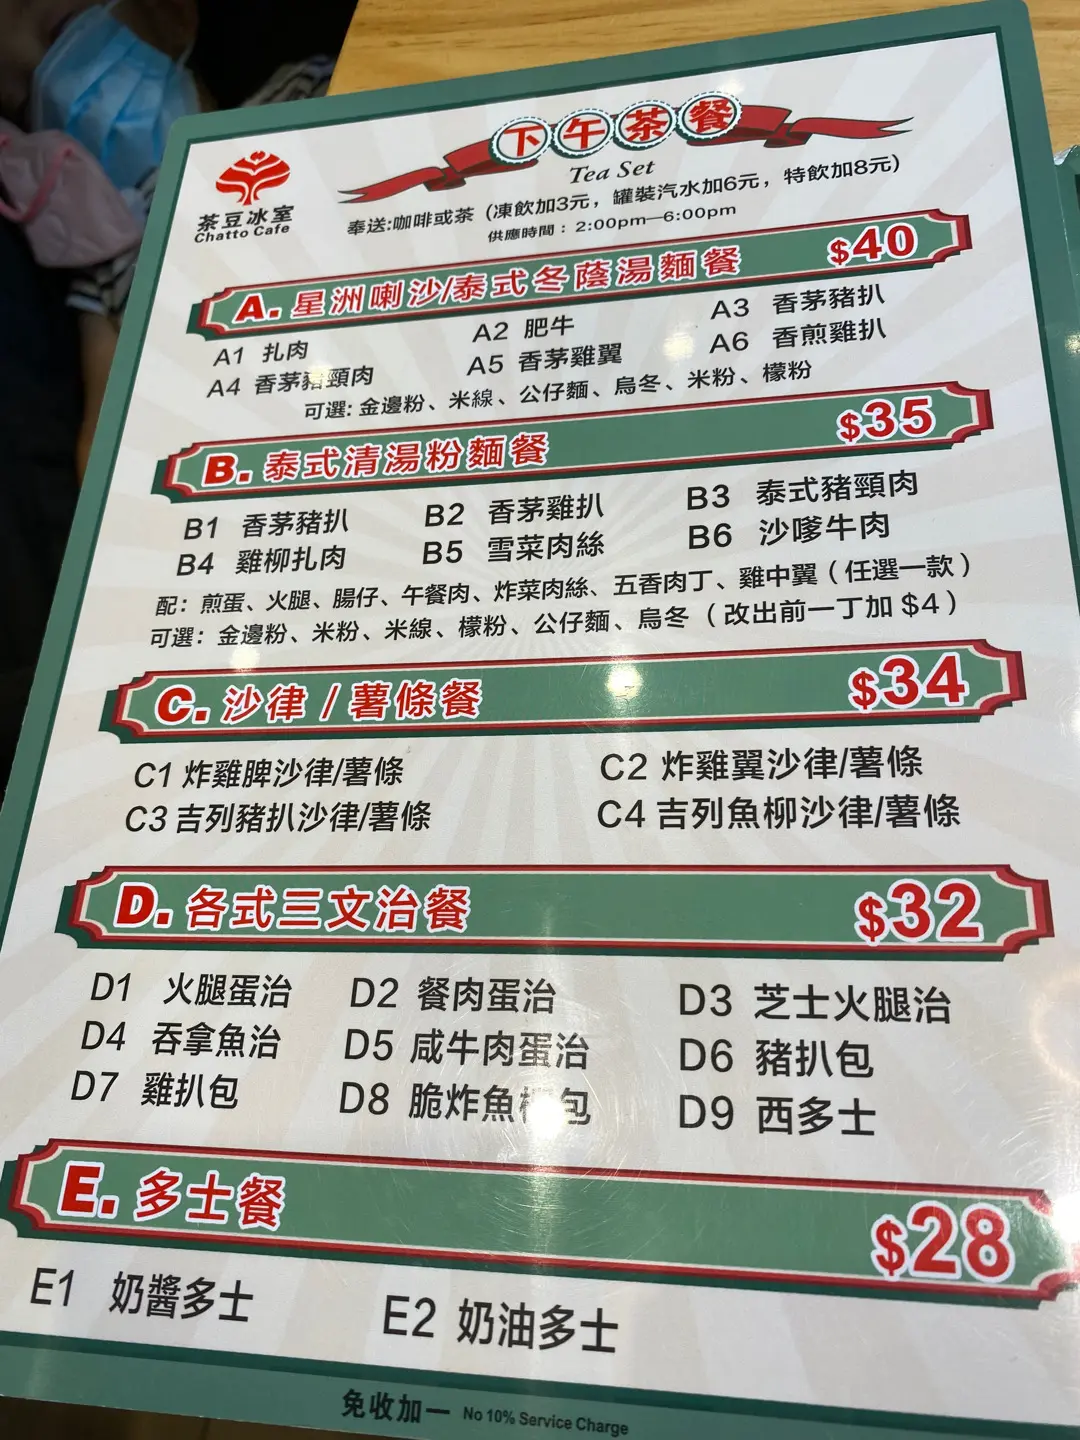 下午茶餐
Tea Set
茶豆冰室
Chatto Cafe
奉送:咖啡或茶（凍飲加3元，罐裝汽水加6元，特飲加8元）
供應時間：2:00pm—6:00pm
A. 星洲喇沙/泰式冬蔭湯麵餐 $40
A1 扎肉 A2 肥牛 A3 香茅豬扒
A4 香茅豬頸肉 A5 香茅雞翼 A6 香煎雞扒
可選: 金邊粉、米線、公仔麵、烏冬、米粉、檬粉
B. 泰式清湯粉麵餐 $35
B1 香茅豬扒 B2 香茅雞扒 B3 泰式豬頸肉
B4 雞柳扎肉 B5 雪菜肉絲 B6 沙嗲牛肉
配：煎蛋、火腿、腸仔、午餐肉、炸菜肉絲、五香肉丁、雞中翼（任選一款）
可選：金邊粉、米粉、米線、檬粉、公仔麵、烏冬（改出前一丁加 $4）
C. 沙律 / 薯條餐 $34
C1 炸雞脾沙律/薯條 C2 炸雞翼沙律/薯條
C3 吉列豬扒沙律/薯條 C4 吉列魚柳沙律/薯條
D. 各式三文治餐 $32
D1 火腿蛋治 D2 餐肉蛋治 D3 芝士火腿治
D4 吞拿魚治 D5 咸牛肉蛋治 D6 豬扒包
D7 雞扒包 D8 脆炸魚柳包 D9 西多士
E. 多士餐 $28
E1 奶醬多士 E2 奶油多士
免收加一 No 10% Service Charge